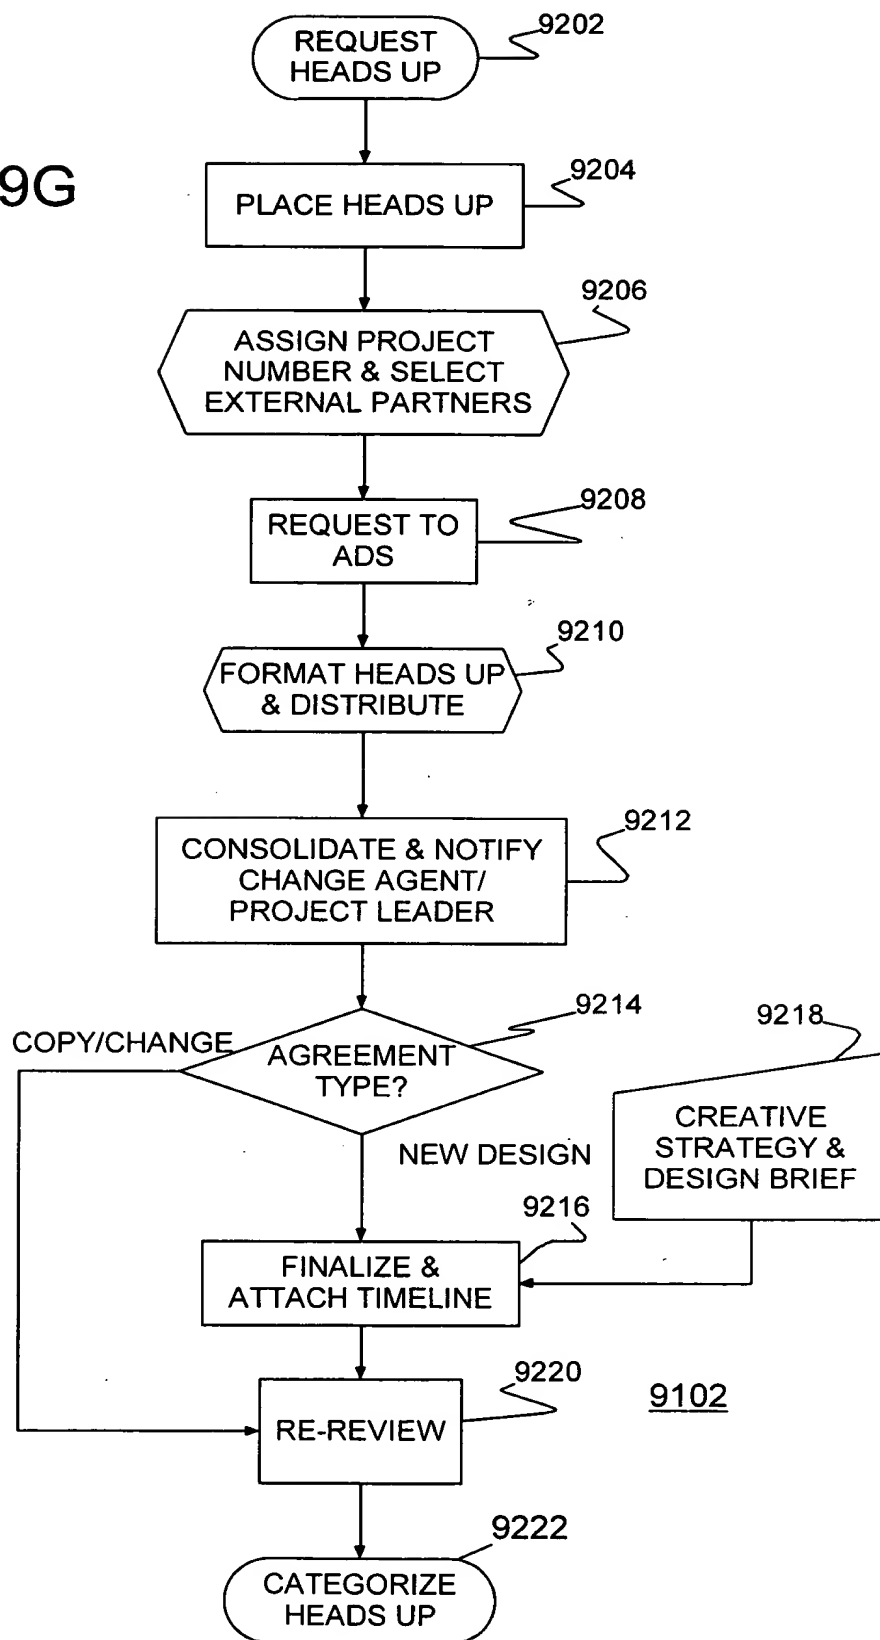 REQUEST
HEADS UP
9202
9G
PLACE HEADS UP
9204
ASSIGN PROJECT
NUMBER & SELECT
EXTERNAL PARTNERS
9206
REQUEST TO
ADS
9208
FORMAT HEADS UP
& DISTRIBUTE
9210
CONSOLIDATE & NOTIFY
CHANGE AGENT/
PROJECT LEADER
9212
COPY/CHANGE
AGREEMENT
TYPE?
9214
NEW DESIGN
9218
CREATIVE
STRATEGY &
DESIGN BRIEF
9216
FINALIZE &
ATTACH TIMELINE
9220
RE-REVIEW
9102
9222
CATEGORIZE
HEADS UP